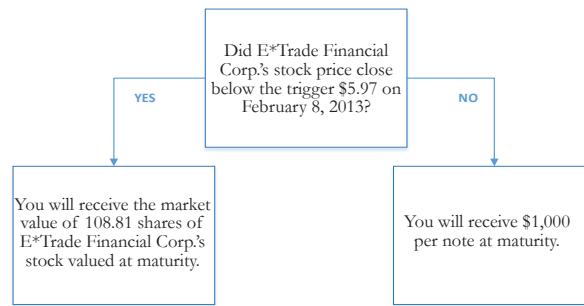 Did E*Trade Financial
Corp.'s stock price close
below the trigger $5.97 on
February 8, 2013?
YES
NO
You will receive the market
value of 108.81 shares of
E*Trade Financial Corp.'s
stock valued at maturity.
You will receive $1,000
per note at maturity.